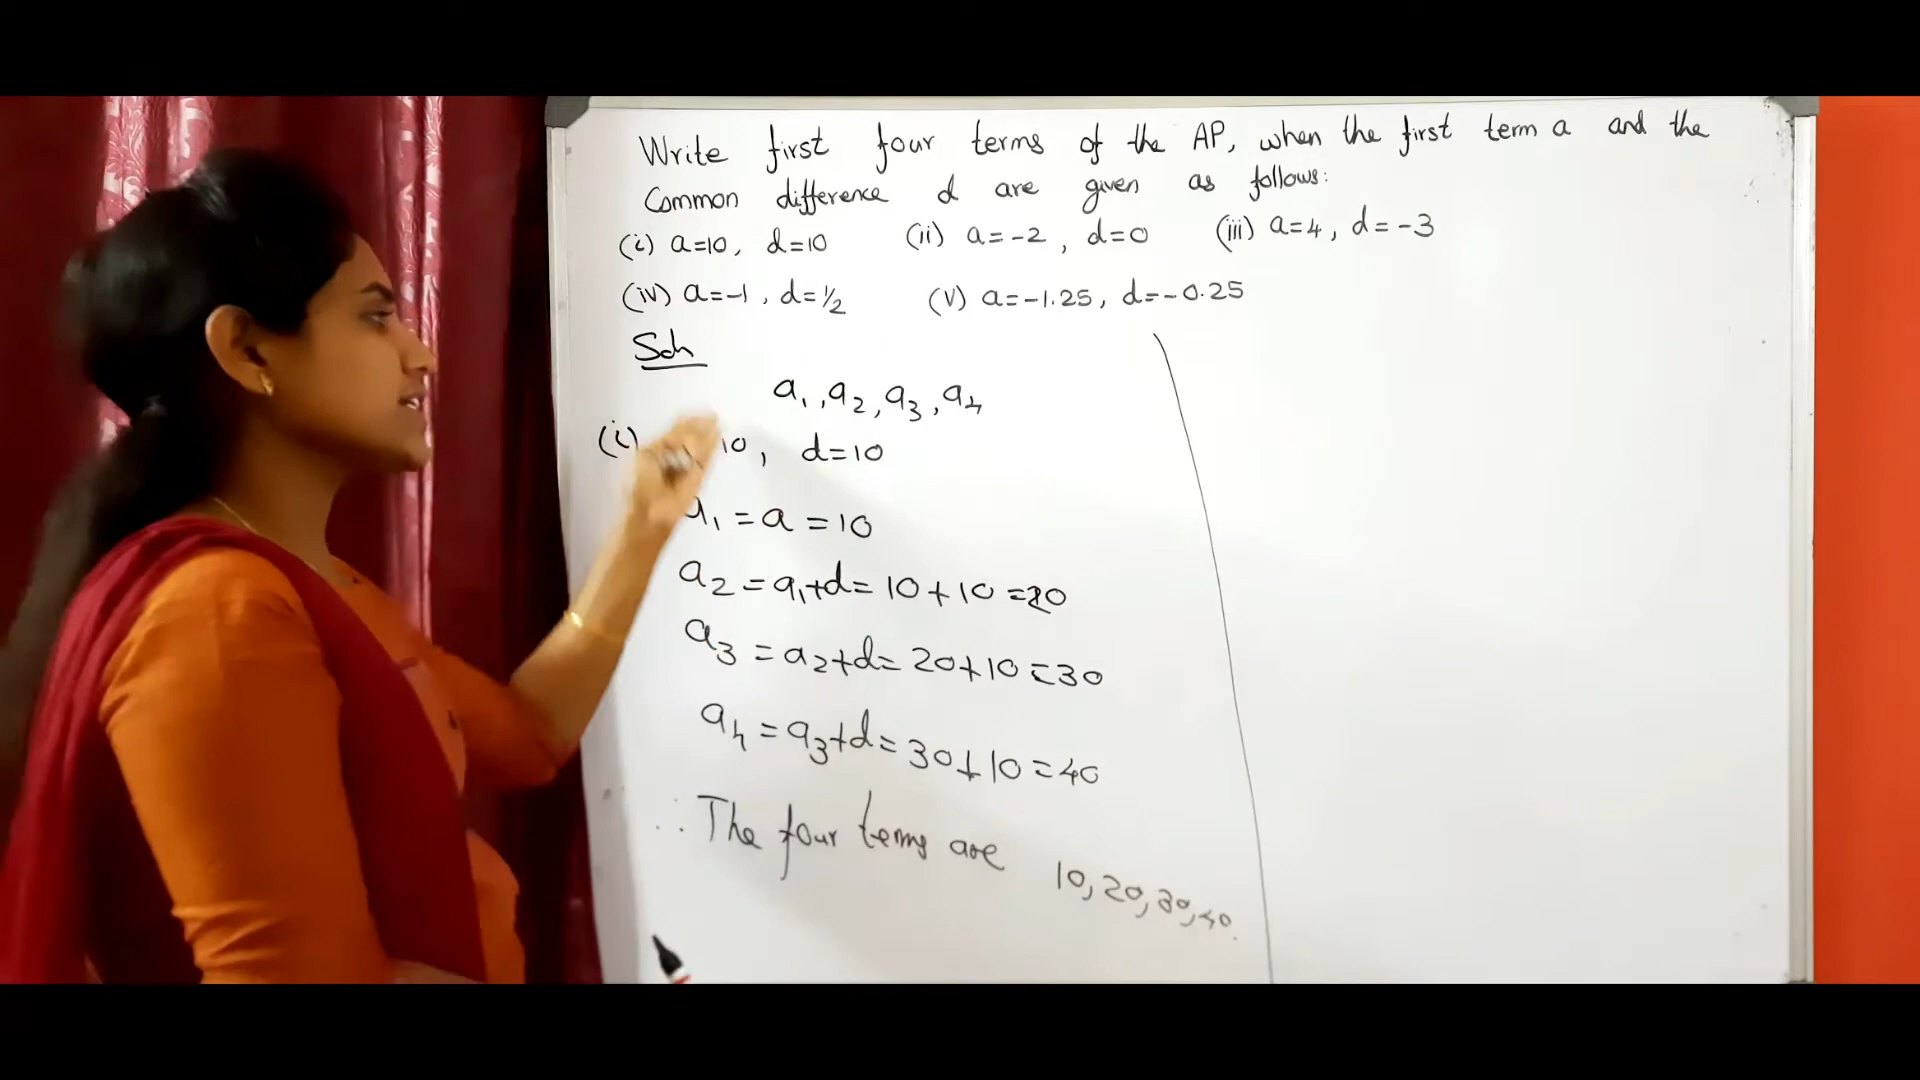 Write first four terms of the AP, when the first term a and the
Common difference d are given as follows:
(i) a=10, d=10 (ii) a=-2, d=0 (iii) a=4, d=-3
(iv) a=-1, d=1/2 (V) a=-1.25, d=-0.25
Soln
a1, a2, a3, a4
(i) 10, d=10
a1 = a = 10
a2 = a1+d= 10+10 =20
a3 = a2+d= 20+10 =30
a4 = a3+d= 30+10 =40
∴ The four terms are 10,20,30,40.